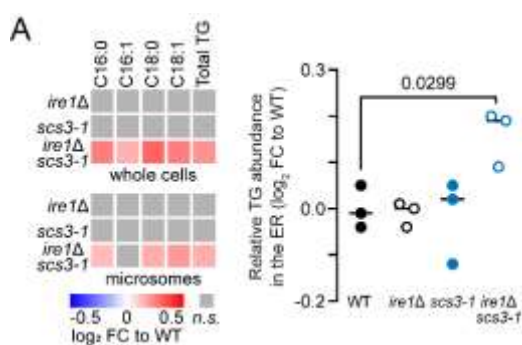 A
C16:0
C16:1
C18:0
C18:1
Total TG
ire1Δ
scs3-1
ire1Δ
scs3-1
whole cells
ire1Δ
scs3-1
ire1Δ
scs3-1
microsomes
-0.5
0
0.5
n.s.
log₂ FC to WT
Relative TG abundance
in the ER (log₂ FC to WT)
0.3
0.0
-0.2
0.0299
WT
ire1Δ
scs3-1
ire1Δ
scs3-1